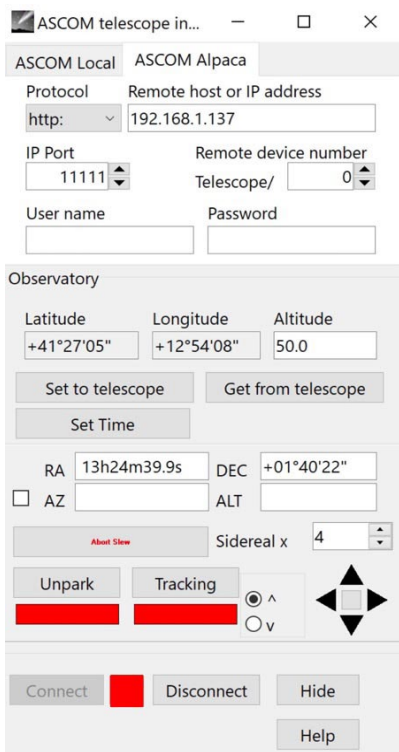 ASCOM telescope in...
ASCOM Local ASCOM Alpaca
Protocol Remote host or IP address
http: 192.168.1.137
IP Port Remote device number
11111 Telescope/ 0
User name Password
Observatory
Latitude Longitude Altitude
+41°27'05" +12°54'08" 50.0
Set to telescope Get from telescope
Set Time
RA 13h24m39.9s DEC +01°40'22"
AZ ALT
Abort Slew Sidereal x 4
Unpark Tracking
^
v
Connect Disconnect Hide
Help